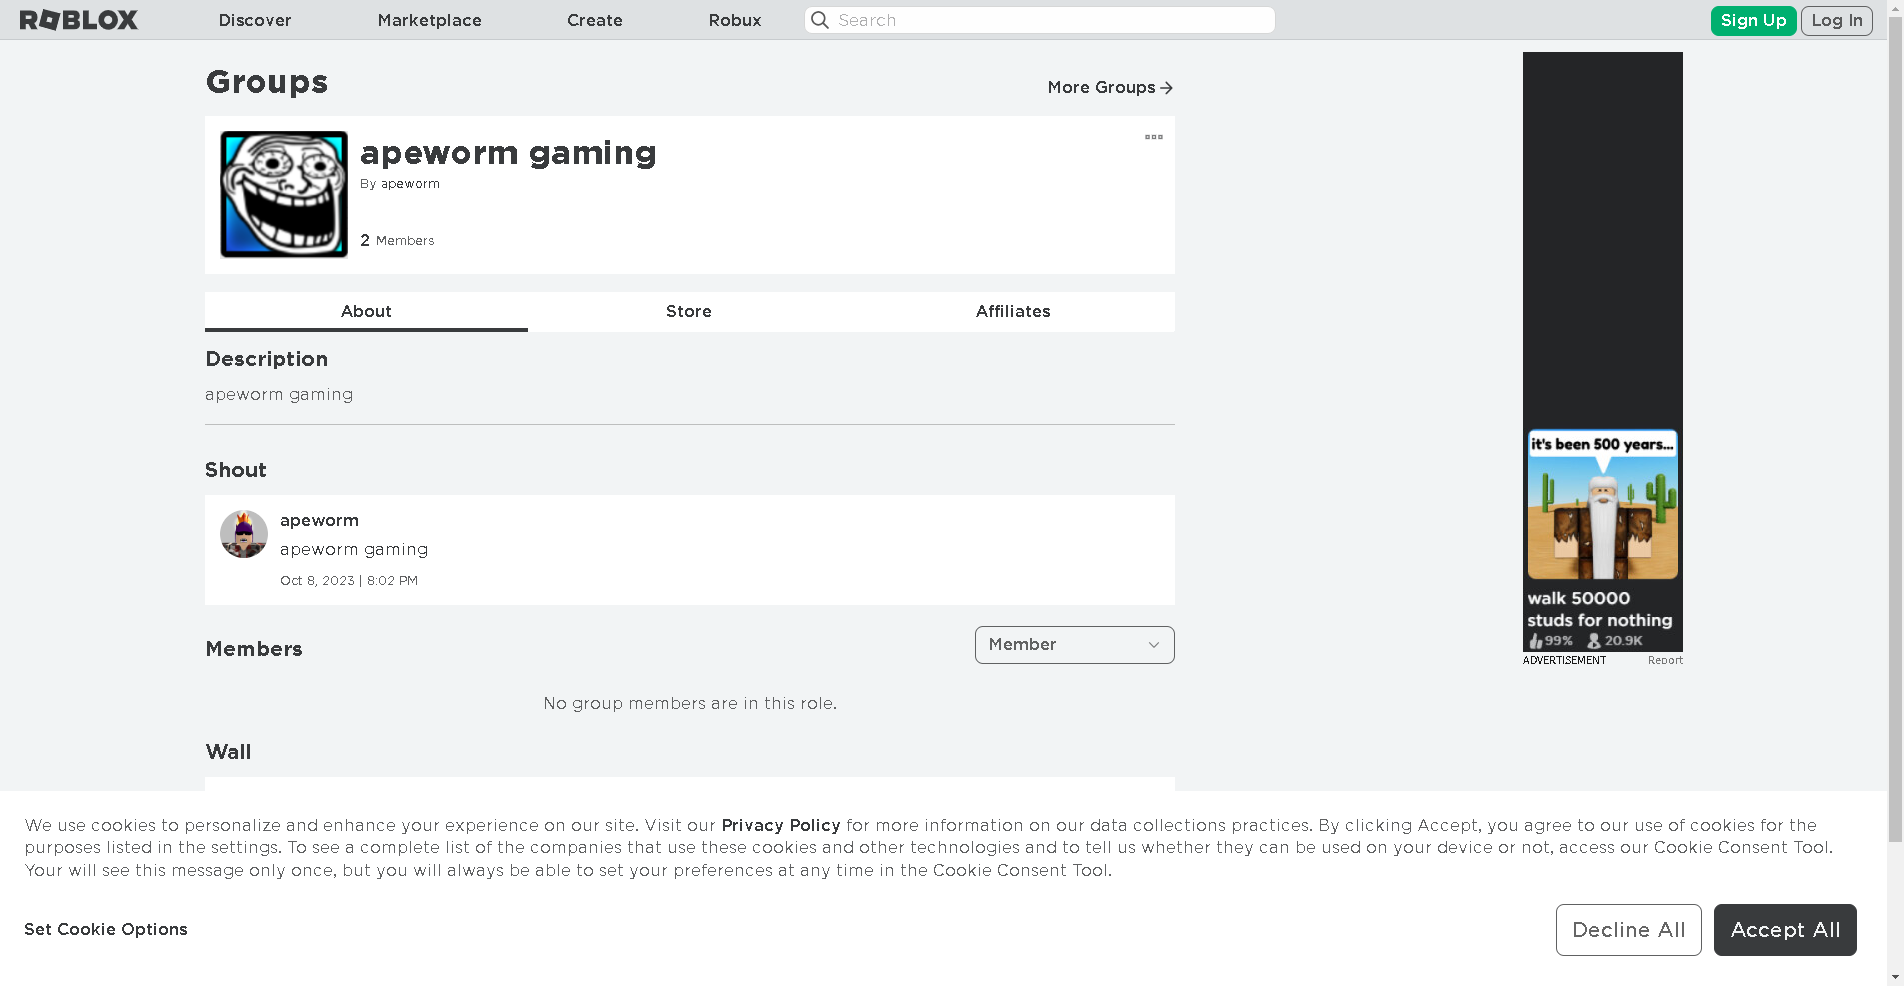 ROBLOX Discover Marketplace Create Robux Search Sign Up Log In
Groups
More Groups
apeworm gaming
By apeworm
2 Members
About Store Affiliates
Description
apeworm gaming
Shout
apeworm
apeworm gaming
Oct 8, 2023 | 8:02 PM
Members
Member
No group members are in this role.
Wall
it's been 500 years...
walk 50000
studs for nothing
99% 20.9K
ADVERTISEMENT Report
We use cookies to personalize and enhance your experience on our site. Visit our Privacy Policy for more information on our data collections practices. By clicking Accept, you agree to our use of cookies for the
purposes listed in the settings. To see a complete list of the companies that use these cookies and other technologies and to tell us whether they can be used on your device or not, access our Cookie Consent Tool.
Your will see this message only once, but you will always be able to set your preferences at any time in the Cookie Consent Tool.
Set Cookie Options
Decline All
Accept All